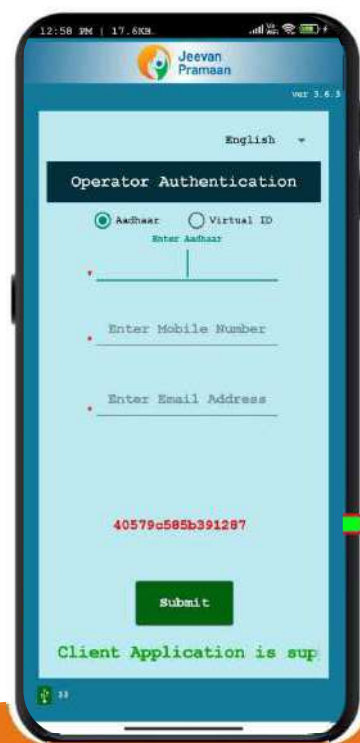 12:58 PM | 17.6KB
Jeevan
Pramaan
ver 3.6.3
English
Operator Authentication
Aadhaar
Virtual ID
Enter Aadhaar
*
* Enter Mobile Number
* Enter Email Address
40579c585b391287
Submit
Client Application is sup